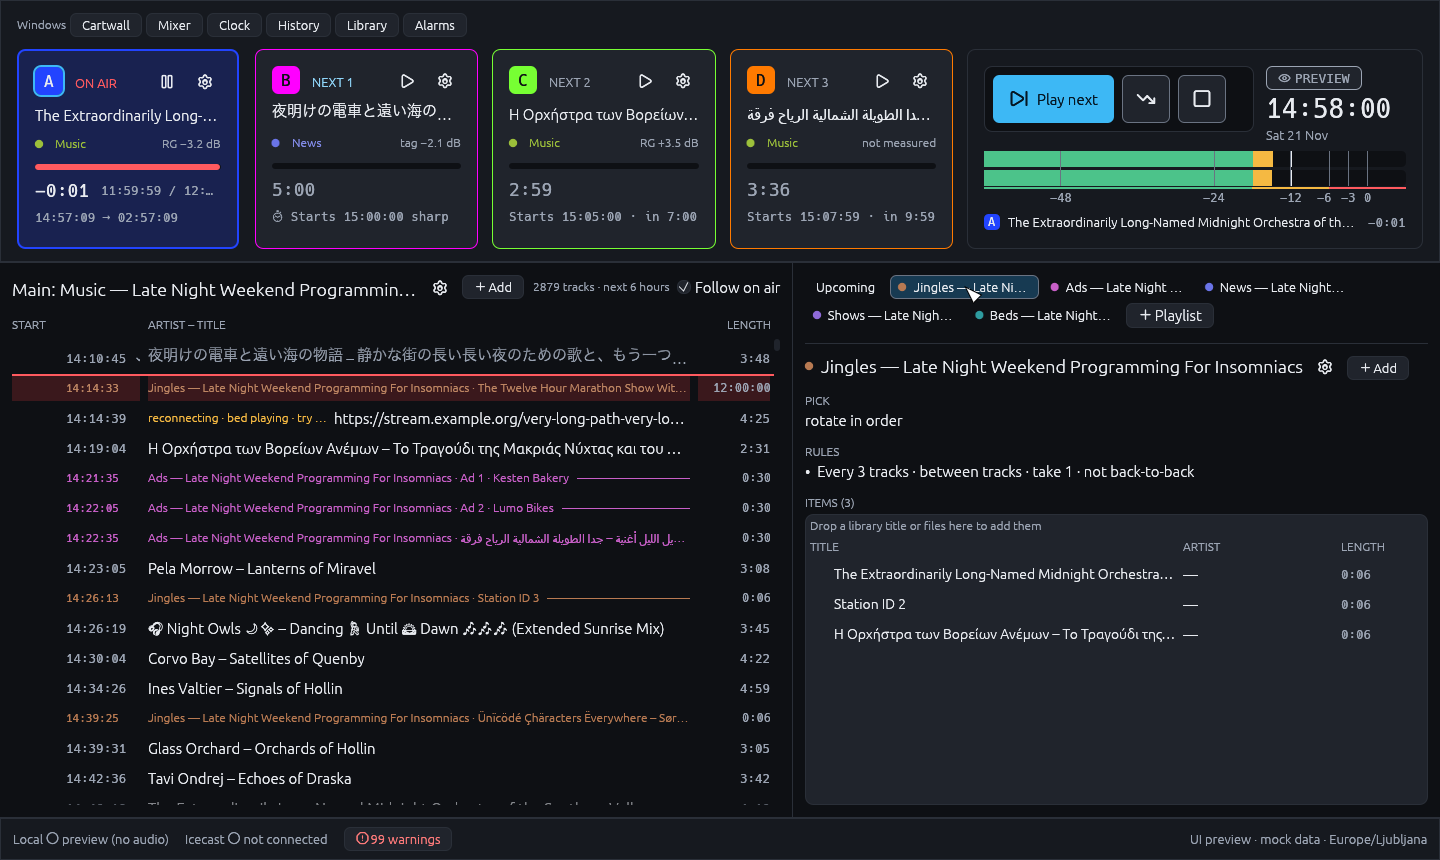 Windows Cartwall Mixer Clock History Library Alarms
A ON AIR
The Extraordinarily Long-…
Music RG −3.2 dB
−0:01 11:59:59 / 12:…
14:57:09 → 02:57:09
B NEXT 1
夜明けの電車と遠い海の…
News tag −2.1 dB
5:00
Starts 15:00:00 sharp
C NEXT 2
Η Ορχήστρα των Βορείων…
Music RG +3.5 dB
2:59
Starts 15:05:00 · in 7:00
D NEXT 3
جدا الطويلة الشمالية الرياح فرقة…
Music not measured
3:36
Starts 15:07:59 · in 9:59
Play next
PREVIEW
14:58:00
Sat 21 Nov
−48 −24 −12 −6 −3 0
A The Extraordinarily Long-Named Midnight Orchestra of th… −0:01
Main: Music — Late Night Weekend Programmin… + Add 2879 tracks · next 6 hours Follow on air
START ARTIST – TITLE LENGTH
14:10:45 夜明けの電車と遠い海の物語 – 静かな街の長い長い夜のための歌と、もう一つ… 3:48
14:14:33 Jingles — Late Night Weekend Programming For Insomniacs · The Twelve Hour Marathon Show Wit… 12:00:00
14:14:39 reconnecting · bed playing · try … https://stream.example.org/very-long-path-very-lo… 4:25
14:19:04 Η Ορχήστρα των Βορείων Ανέμων – Το Τραγούδι της Μακριάς Νύχτας και του … 2:31
14:21:35 Ads — Late Night Weekend Programming For Insomniacs · Ad 1 · Kesten Bakery 0:30
14:22:05 Ads — Late Night Weekend Programming For Insomniacs · Ad 2 · Lumo Bikes 0:30
14:22:35 Ads — Late Night Weekend Programming For Insomniacs · يل الليل أغنية – جدا الطويلة الشمالية الرياح فرقة… 0:30
14:23:05 Pela Morrow – Lanterns of Miravel 3:08
14:26:13 Jingles — Late Night Weekend Programming For Insomniacs · Station ID 3 0:06
14:26:19 🎧 Night Owls 🌙✨ – Dancing 💃 Until 🌅 Dawn 🎶🎶🎶 (Extended Sunrise Mix) 3:45
14:30:04 Corvo Bay – Satellites of Quenby 4:22
14:34:26 Ines Valtier – Signals of Hollin 4:59
14:39:25 Jingles — Late Night Weekend Programming For Insomniacs · Ünïcödé Çhäracters Ëverywhere – Sør… 0:06
14:39:31 Glass Orchard – Orchards of Hollin 3:05
14:42:36 Tavi Ondrej – Echoes of Draska 3:42
Upcoming Jingles — Late Ni… Ads — Late Night … News — Late Night…
Shows — Late Nigh… Beds — Late Night… + Playlist
Jingles — Late Night Weekend Programming For Insomniacs + Add
PICK
rotate in order
RULES
• Every 3 tracks · between tracks · take 1 · not back-to-back
ITEMS (3)
Drop a library title or files here to add them
TITLE ARTIST LENGTH
The Extraordinarily Long-Named Midnight Orchestra… — 0:06
Station ID 2 — 0:06
Η Ορχήστρα των Βορείων Ανέμων – Το Τραγούδι της… — 0:06
Local preview (no audio) Icecast not connected 99 warnings UI preview · mock data · Europe/Ljubljana